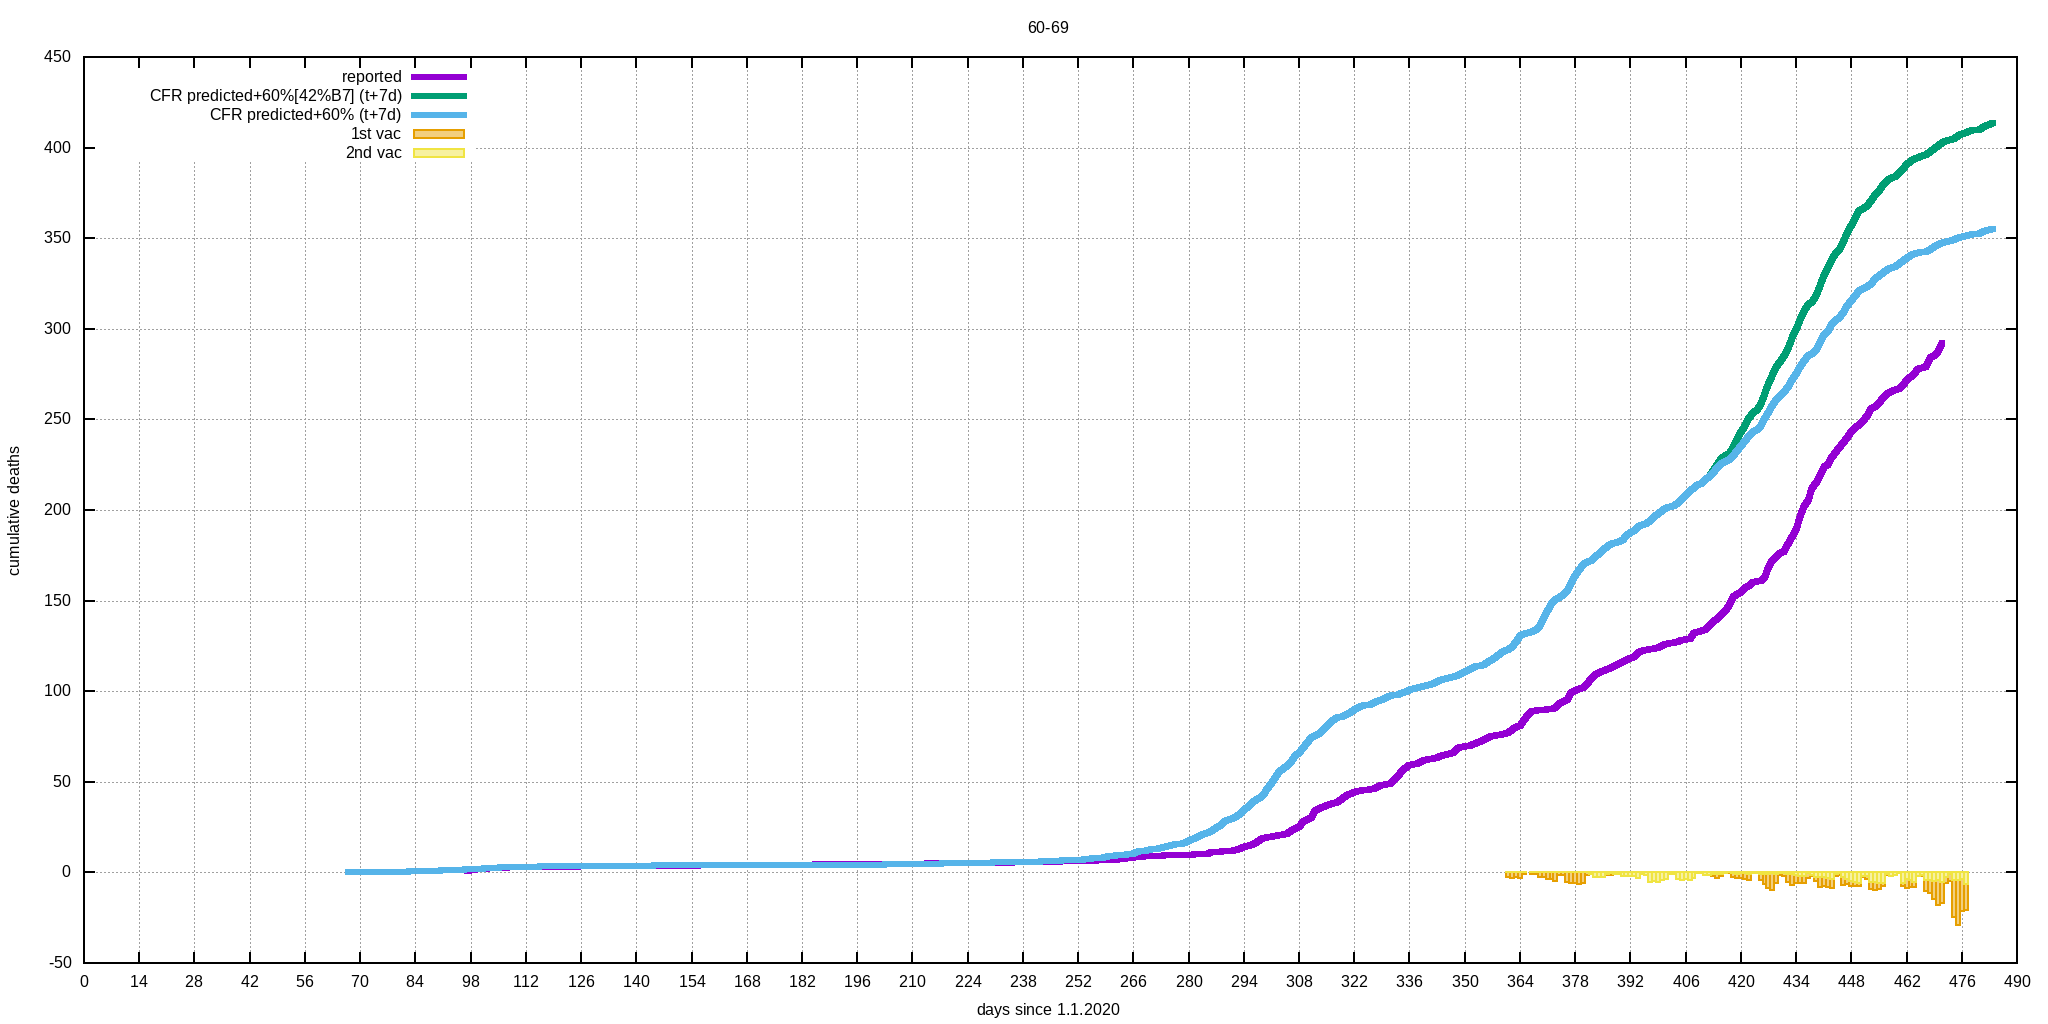 60-69
reported
CFR predicted+60%[42%B7] (t+7d)
CFR predicted+60% (t+7d)
1st vac
2nd vac
450
400
350
300
250
200
150
100
50
0
-50
cumulative deaths
0 14 28 42 56 70 84 98 112 126 140 154 168 182 196 210 224 238 252 266 280 294 308 322 336 350 364 378 392 406 420 434 448 462 476 490
days since 1.1.2020